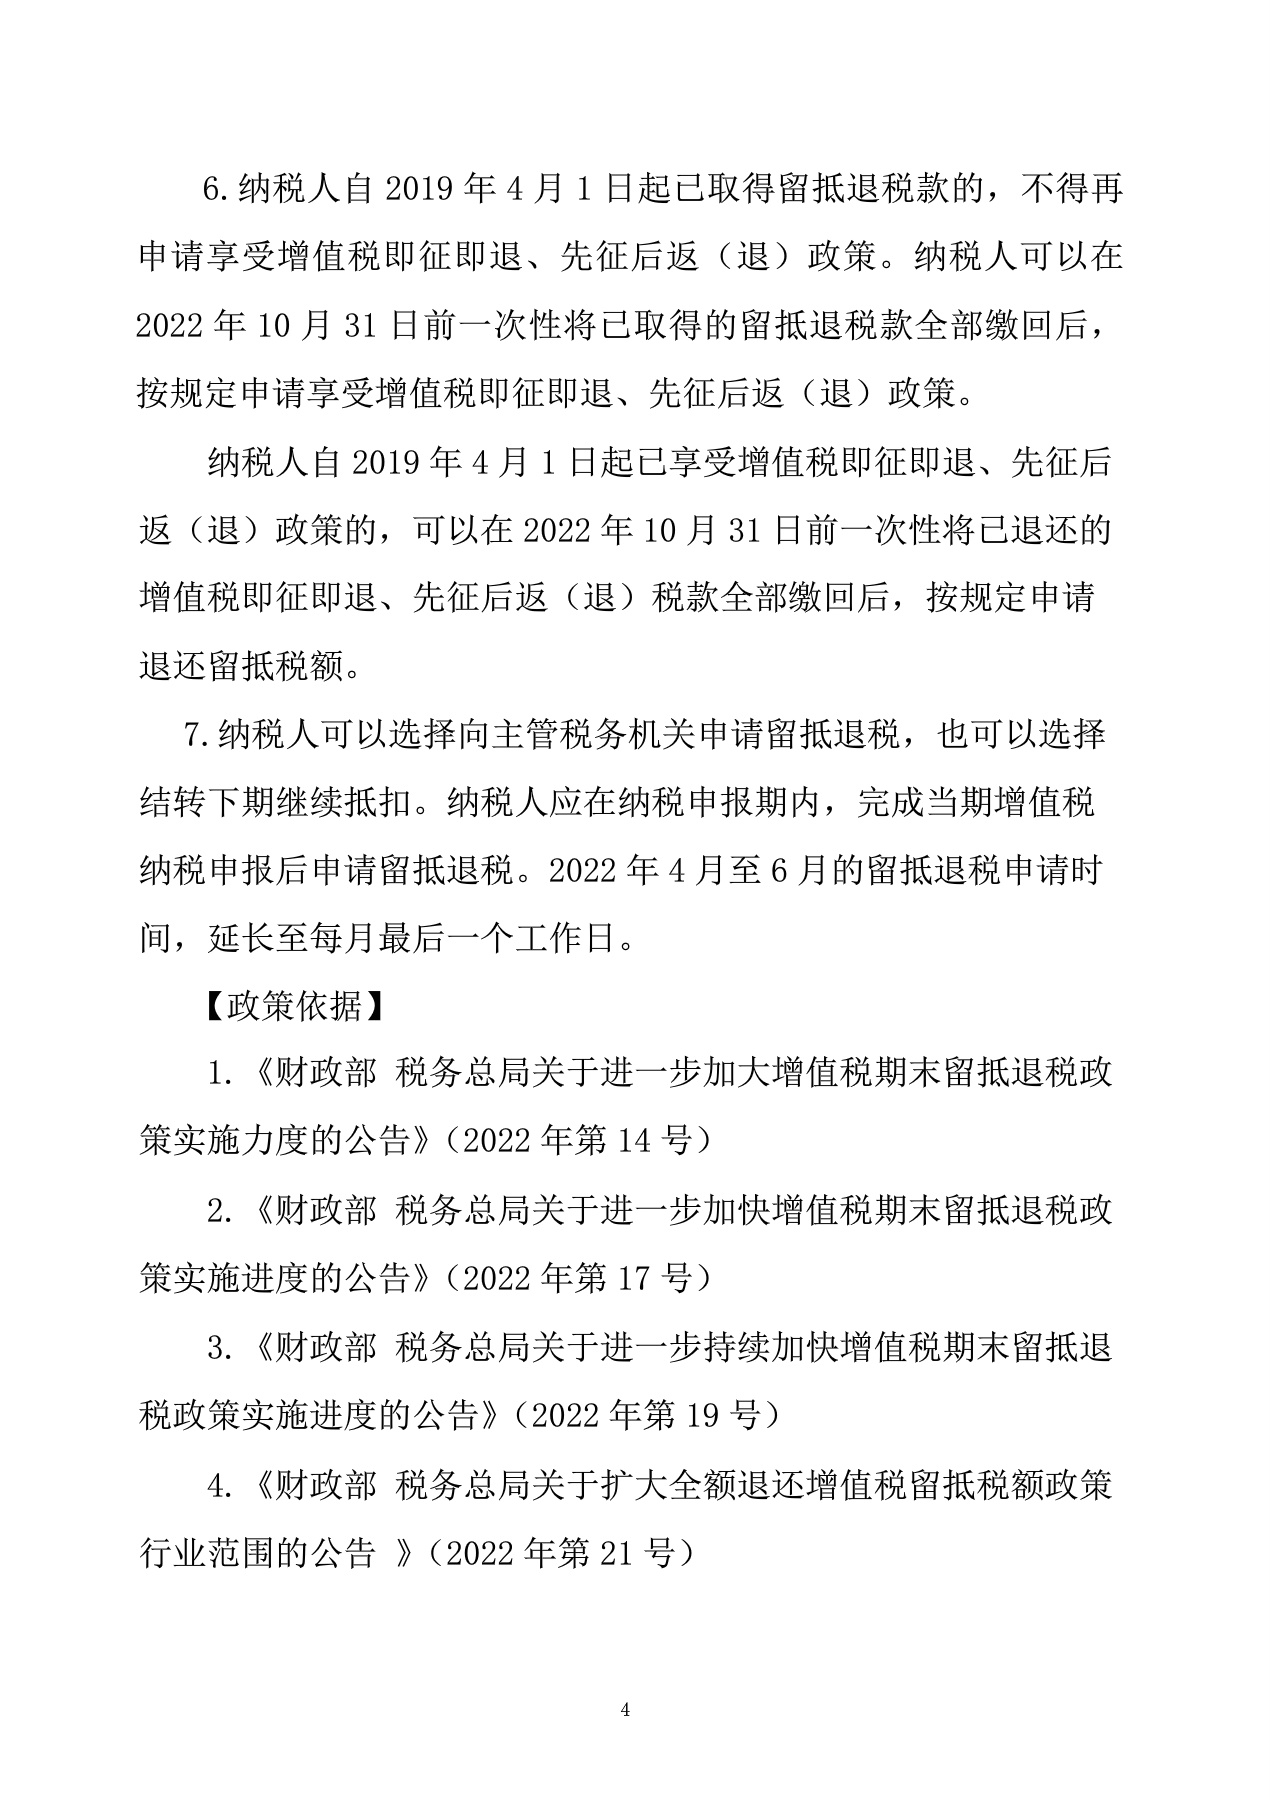 6.纳税人自 2019 年 4 月 1 日起已取得留抵退税款的，不得再
申请享受增值税即征即退、先征后返（退）政策。纳税人可以在
2022 年 10 月 31 日前一次性将已取得的留抵退税款全部缴回后，
按规定申请享受增值税即征即退、先征后返（退）政策。
纳税人自 2019 年 4 月 1 日起已享受增值税即征即退、先征后
返（退）政策的，可以在 2022 年 10 月 31 日前一次性将已退还的
增值税即征即退、先征后返（退）税款全部缴回后，按规定申请
退还留抵税额。
7.纳税人可以选择向主管税务机关申请留抵退税，也可以选择
结转下期继续抵扣。纳税人应在纳税申报期内，完成当期增值税
纳税申报后申请留抵退税。2022 年 4 月至 6 月的留抵退税申请时
间，延长至每月最后一个工作日。
【政策依据】
1.《财政部 税务总局关于进一步加大增值税期末留抵退税政
策实施力度的公告》（2022 年第 14 号）
2.《财政部 税务总局关于进一步加快增值税期末留抵退税政
策实施进度的公告》（2022 年第 17 号）
3.《财政部 税务总局关于进一步持续加快增值税期末留抵退
税政策实施进度的公告》（2022 年第 19 号）
4.《财政部 税务总局关于扩大全额退还增值税留抵税额政策
行业范围的公告 》（2022 年第 21 号）
4